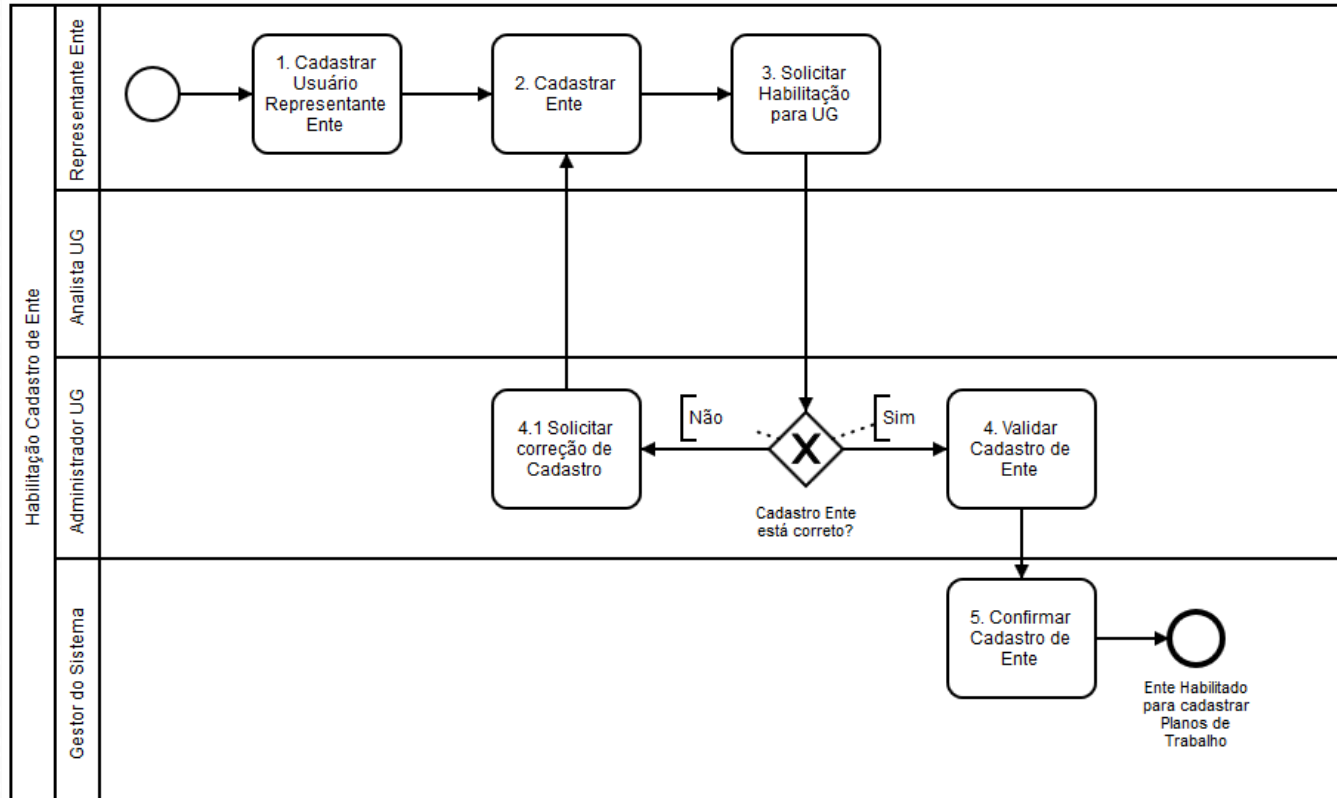 Habilitação Cadastro de Ente
Representante Ente
1. Cadastrar
Usuário
Representante
Ente
2. Cadastrar
Ente
3. Solicitar
Habilitação
para UG
Analista UG
Administrador UG
4.1 Solicitar
correção de
Cadastro
Não
X
Sim
Cadastro Ente
está correto?
4. Validar
Cadastro de
Ente
Gestor do Sistema
5. Confirmar
Cadastro de
Ente
Ente Habilitado
para cadastrar
Planos de
Trabalho